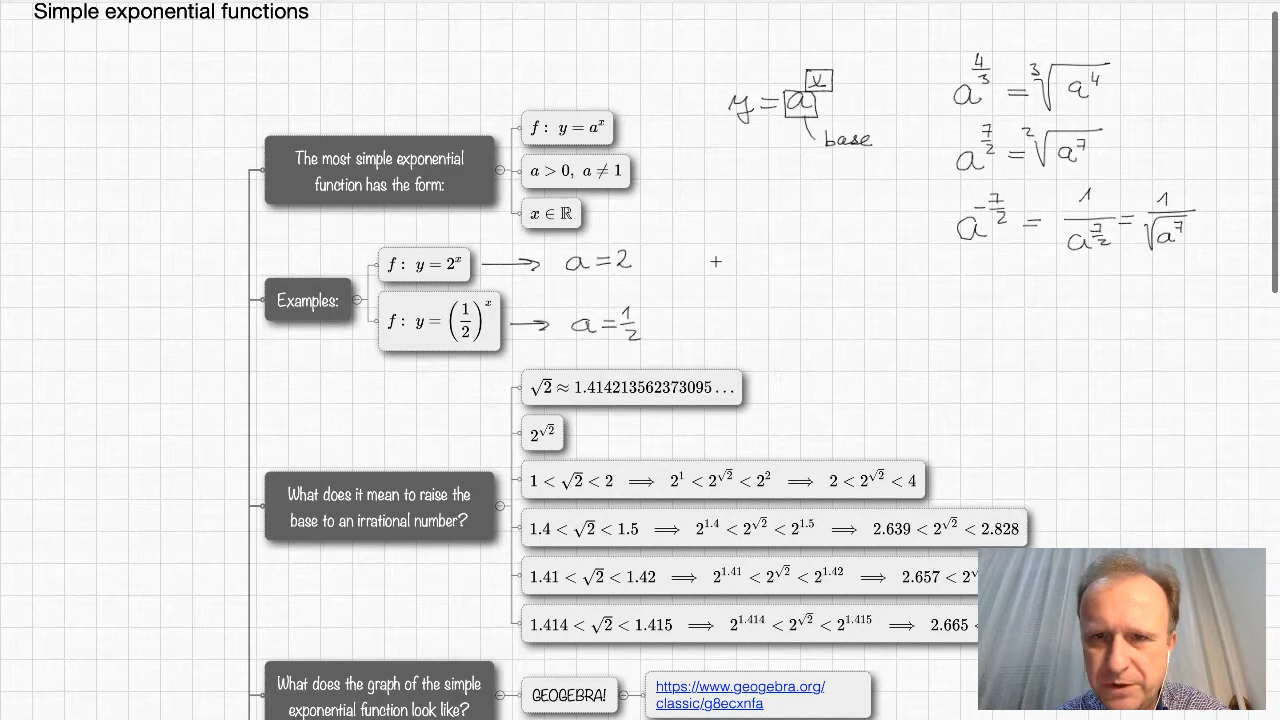 Simple exponential functions
The most simple exponential
function has the form:
f : y = a^x
a > 0, a ≠ 1
x ∈ ℝ
y = a^x
base
a^{4/3} = ∛(a^4)
a^{7/2} = ²√(a^7)
a^{-7/2} = 1/a^{7/2} = 1/√(a^7)
Examples:
f : y = 2^x → a = 2
f : y = (1/2)^x → a = 1/2
What does it mean to raise the
base to an irrational number?
√2 ≈ 1.414213562373095...
2^{√2}
1 < √2 < 2 ⟹ 2^1 < 2^{√2} < 2^2 ⟹ 2 < 2^{√2} < 4
1.4 < √2 < 1.5 ⟹ 2^{1.4} < 2^{√2} < 2^{1.5} ⟹ 2.639 < 2^{√2} < 2.828
1.41 < √2 < 1.42 ⟹ 2^{1.41} < 2^{√2} < 2^{1.42} ⟹ 2.657 < 2^√
1.414 < √2 < 1.415 ⟹ 2^{1.414} < 2^{√2} < 2^{1.415} ⟹ 2.665 <
What does the graph of the simple
exponential function look like?
GEOGEBRA!
https://www.geogebra.org/
classic/g8ecxnfa